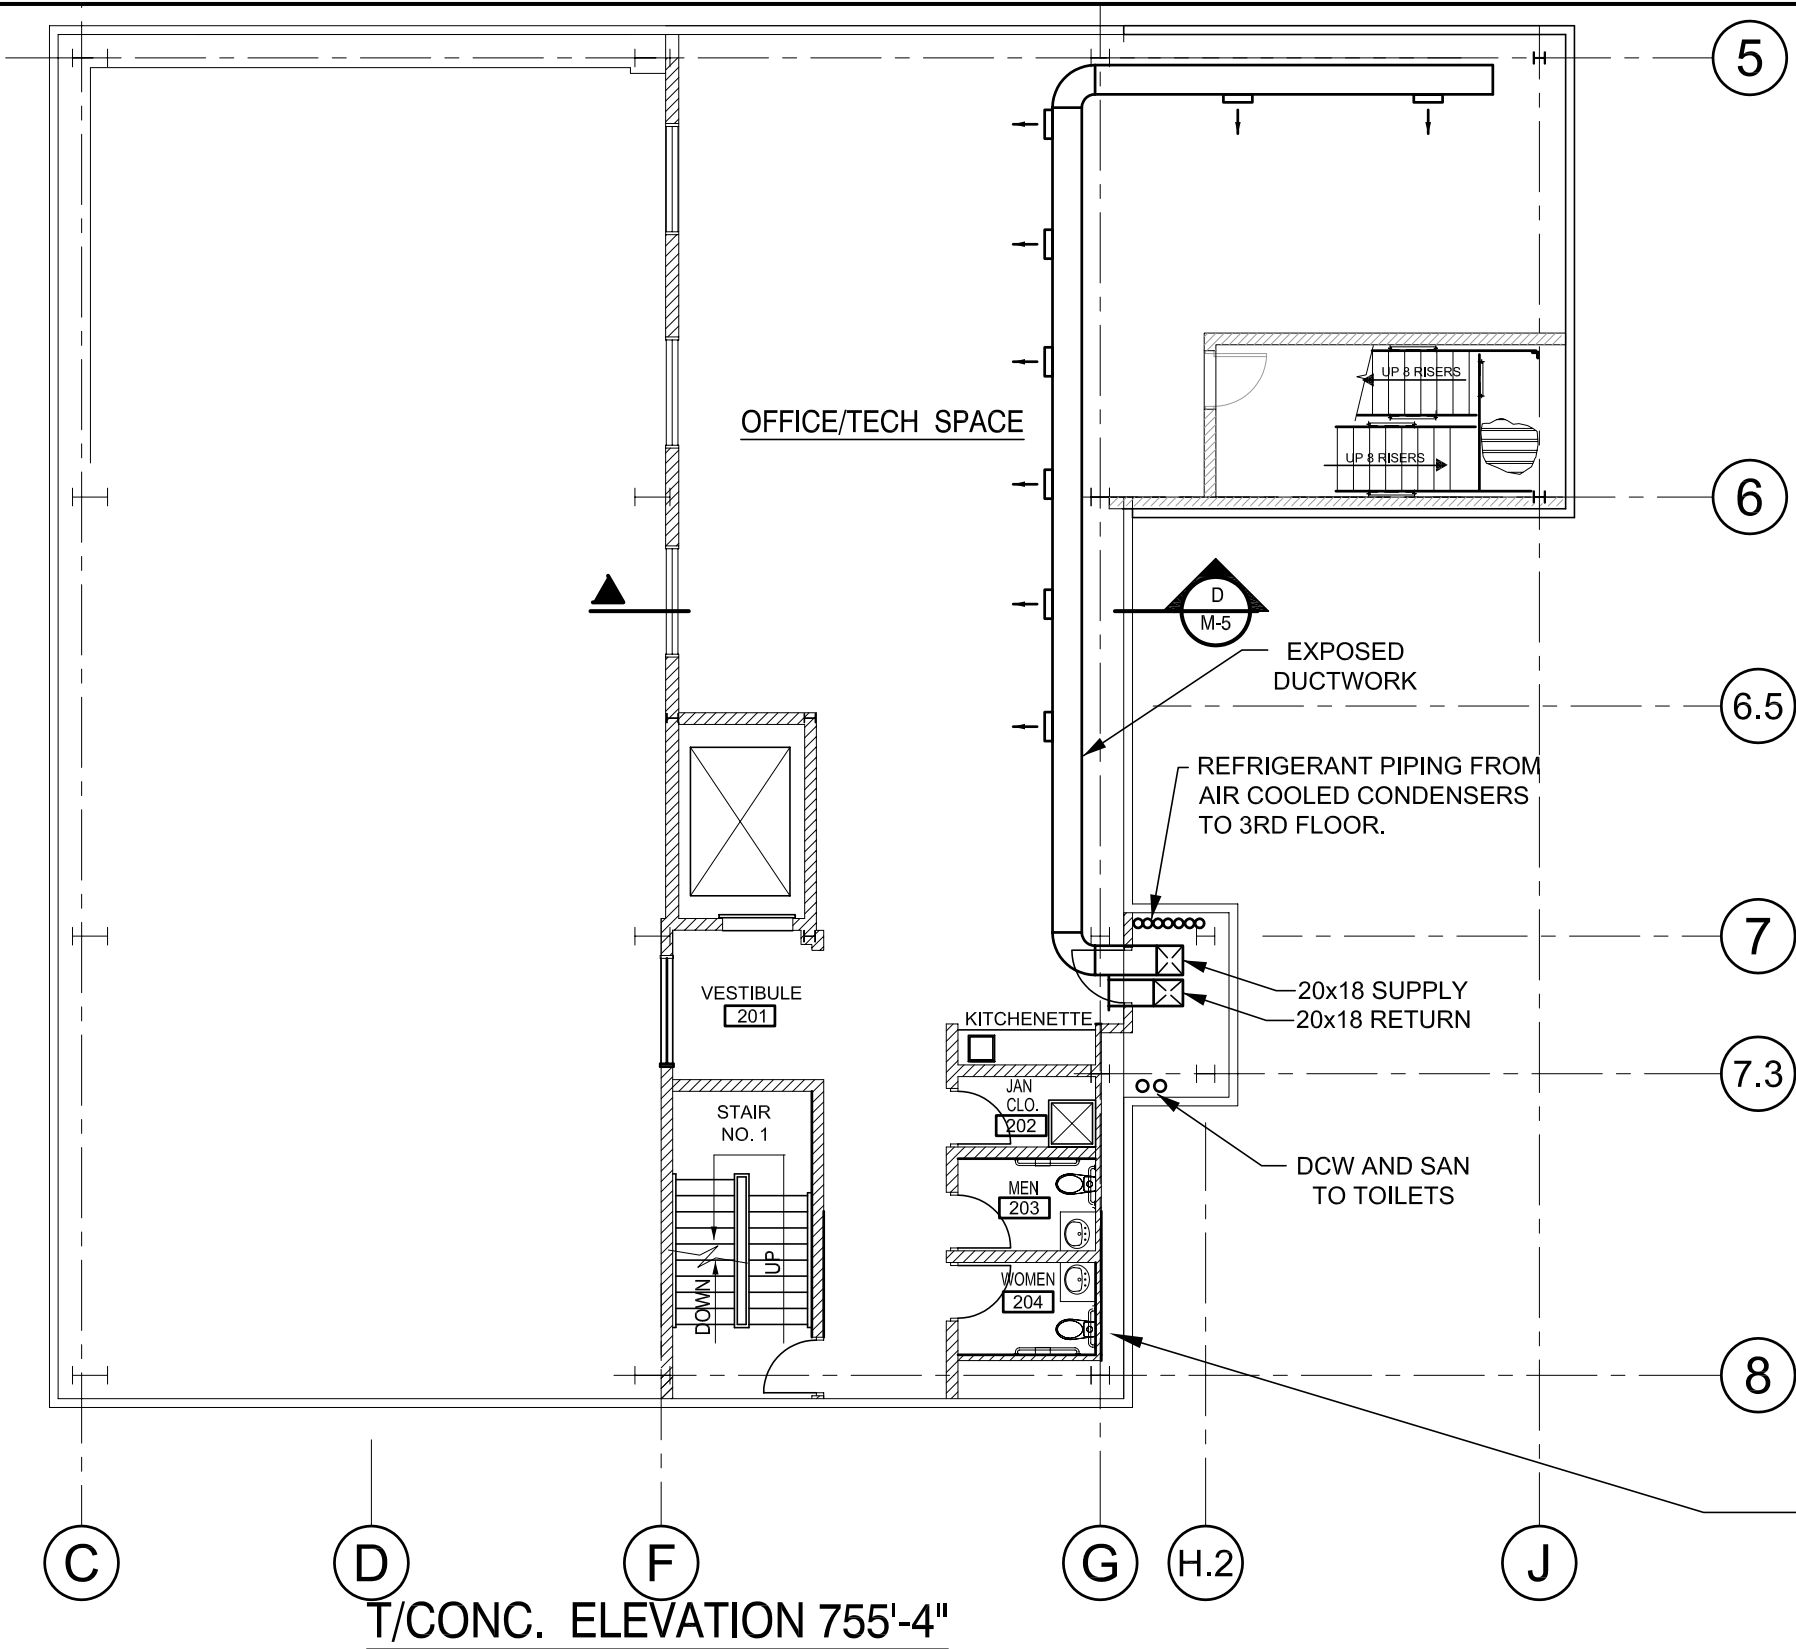 5
OFFICE/TECH SPACE
UP 8 RISERS
UP 8 RISERS
6
D
M-5
EXPOSED
DUCTWORK
6.5
REFRIGERANT PIPING FROM
AIR COOLED CONDENSERS
TO 3RD FLOOR.
7
VESTIBULE
201
20x18 SUPPLY
20x18 RETURN
KITCHENETTE
7.3
JAN
CLO.
202
STAIR
NO. 1
DCW AND SAN
TO TOILETS
MEN
203
UP
DOWN
WOMEN
204
8
C
D
F
G
H.2
J
T/CONC. ELEVATION 755'-4"